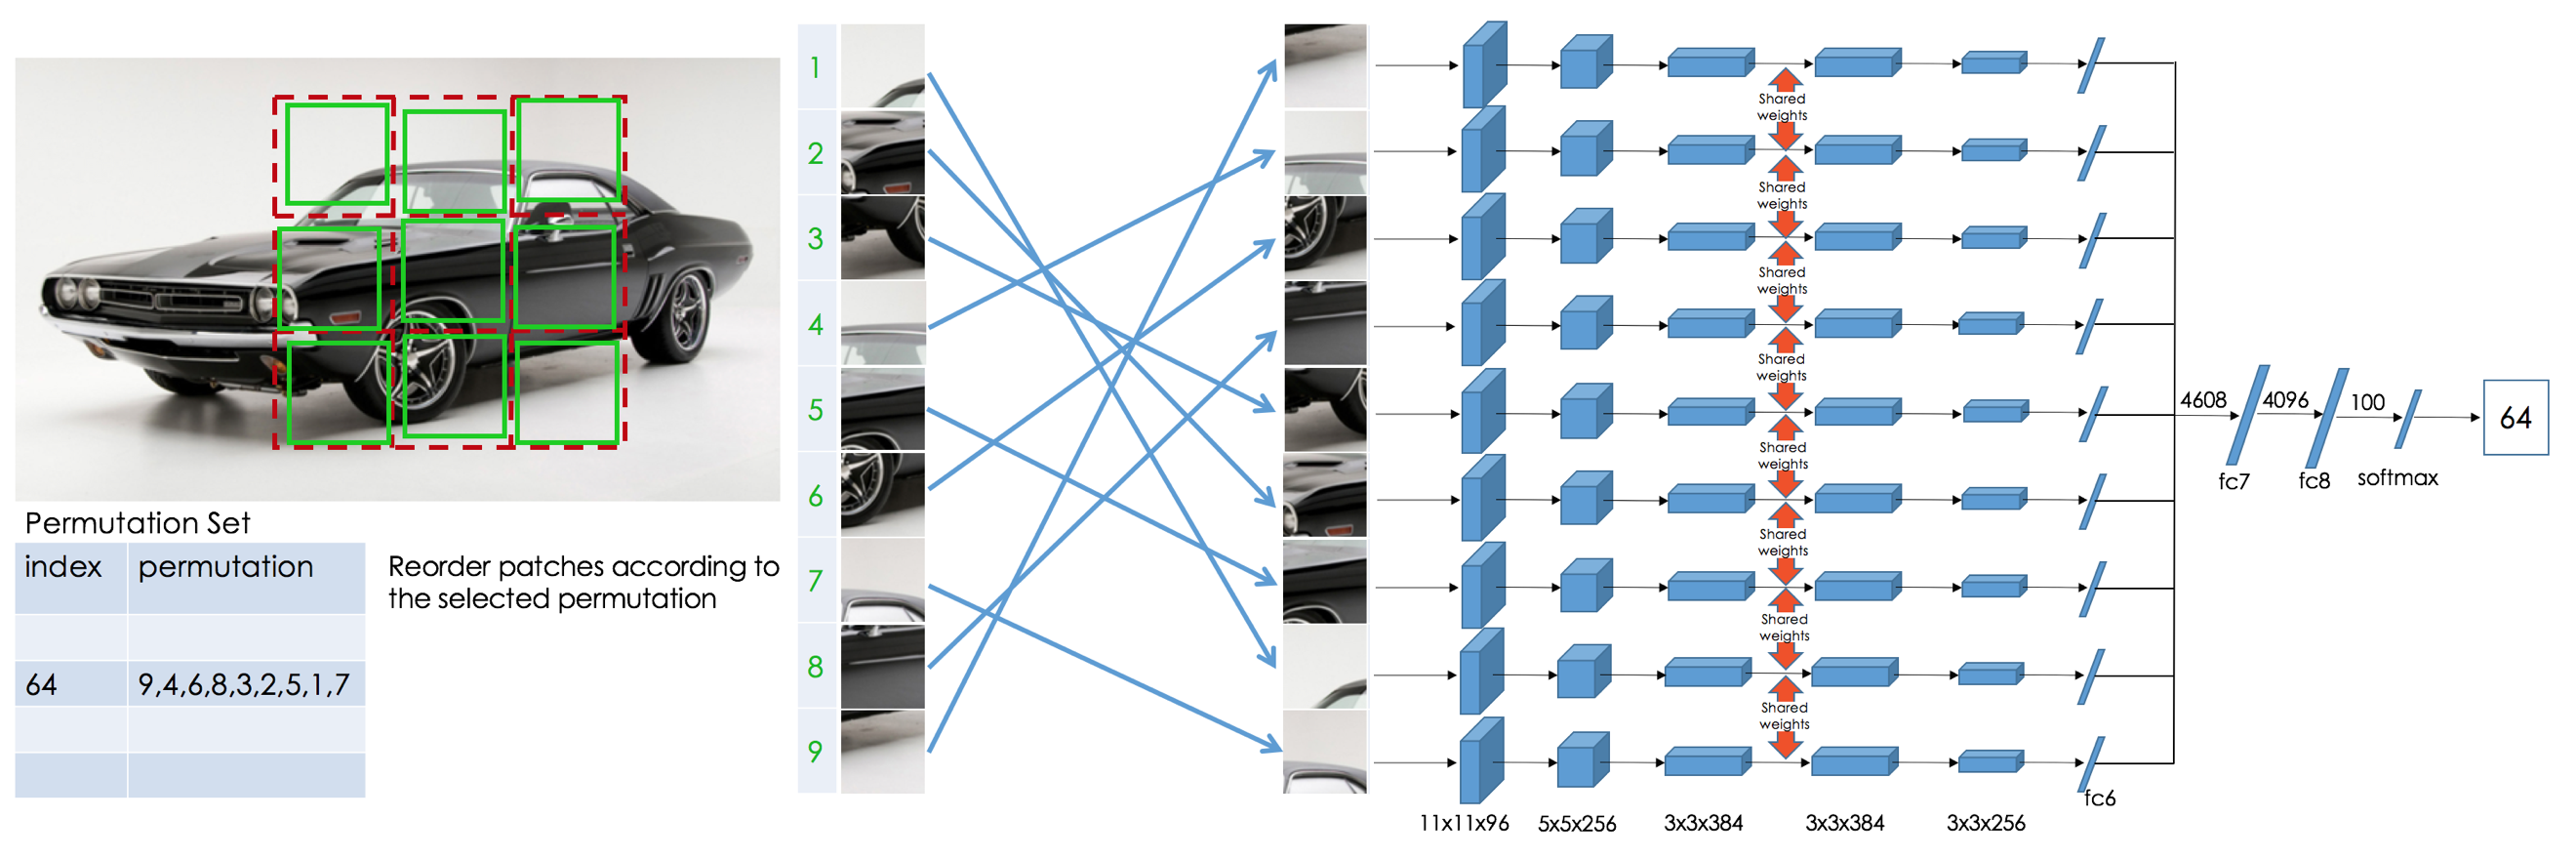 Permutation Set
index permutation
64 9,4,6,8,3,2,5,1,7
Reorder patches according to
the selected permutation
1
2
3
4
5
6
7
8
9
Shared
weights
Shared
weights
Shared
weights
Shared
weights
Shared
weights
Shared
weights
Shared
weights
Shared
weights
11x11x96 5x5x256 3x3x384 3x3x384 3x3x256
fc6
4608 4096 100
fc7 fc8 softmax
64